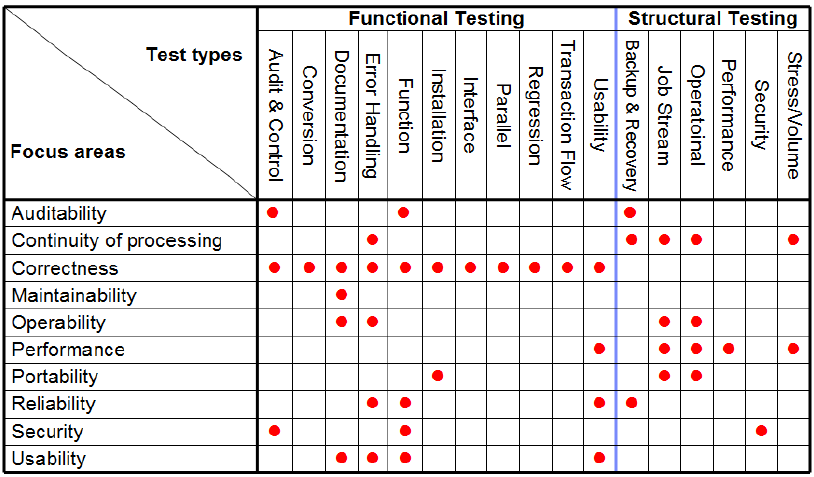 Functional Testing
Structural Testing
Test types
Focus areas
Audit & Control
Conversion
Documentation
Error Handling
Function
Installation
Interface
Parallel
Regression
Transaction Flow
Usability
Backup & Recovery
Job Stream
Operatoinal
Performance
Security
Stress/Volume
Auditability
Continuity of processing
Correctness
Maintainability
Operability
Performance
Portability
Reliability
Security
Usability